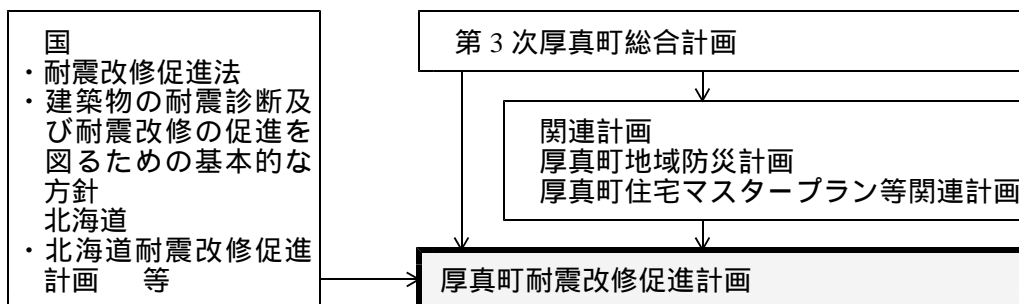 国
・耐震改修促進法
・建築物の耐震診断及
び耐震改修の促進を
図るための基本的な
方針
北海道
・北海道耐震改修促進
計画　等
第3次厚真町総合計画
関連計画
厚真町地域防災計画
厚真町住宅マスタープラン等関連計画
厚真町耐震改修促進計画